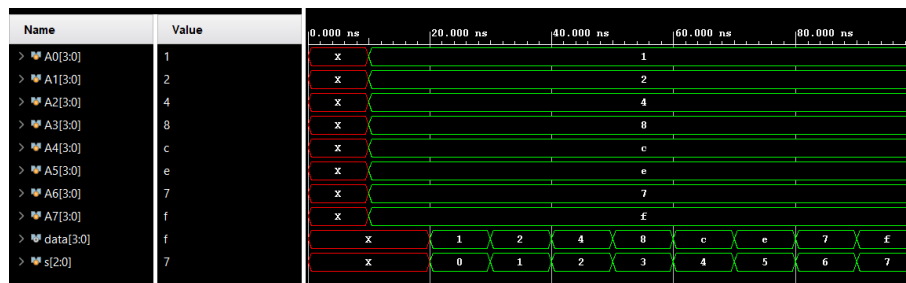 Name Value 0.000 ns 20.000 ns 40.000 ns 60.000 ns 80.000 ns
A0[3:0] 1 X 1
A1[3:0] 2 X 2
A2[3:0] 4 X 4
A3[3:0] 8 X 8
A4[3:0] c X c
A5[3:0] e X e
A6[3:0] 7 X 7
A7[3:0] f X f
data[3:0] f X 1 2 4 8 c e 7 f
s[2:0] 7 X 0 1 2 3 4 5 6 7